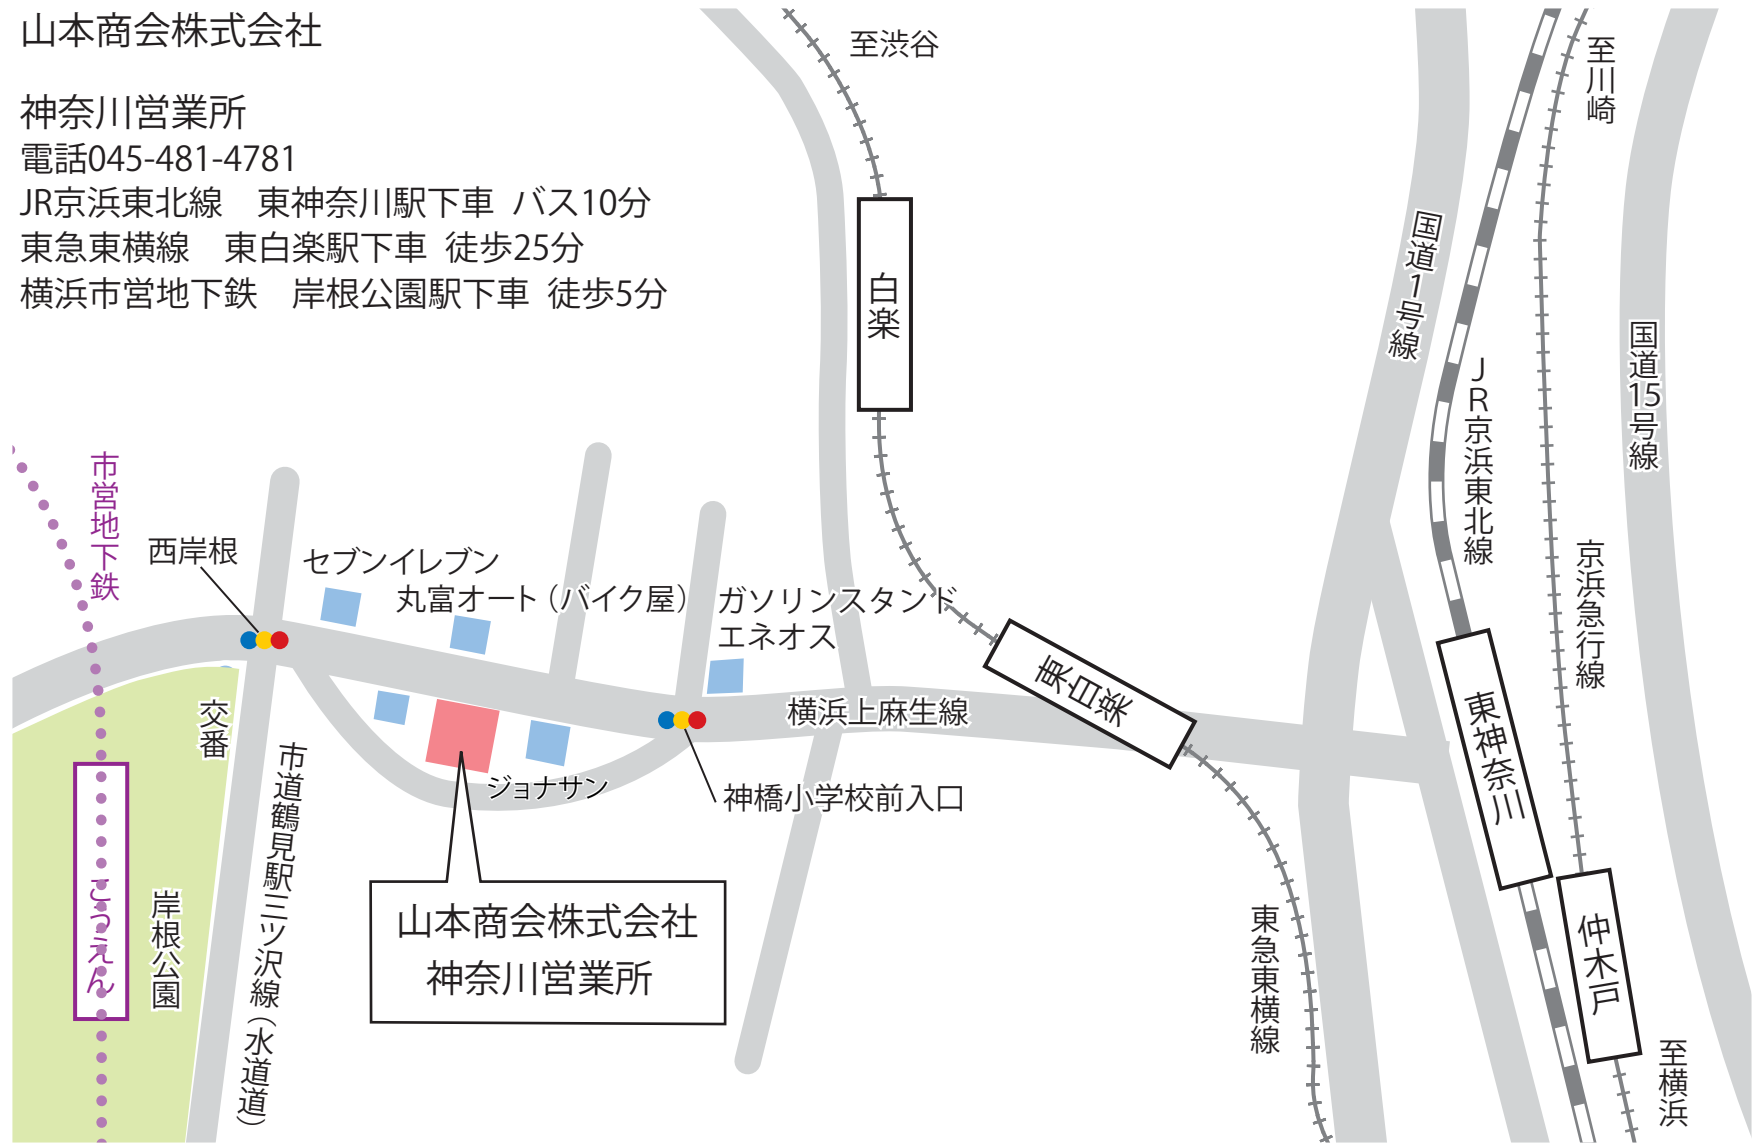 山本商会株式会社
神奈川営業所
電話045-481-4781
JR京浜東北線　東神奈川駅下車 バス10分
東急東横線　東白楽駅下車 徒歩25分
横浜市営地下鉄　岸根公園駅下車 徒歩5分
至渋谷
至川崎
白楽
国道1号線
国道15号線
JR京浜東北線
京浜急行線
市営地下鉄
西岸根
セブンイレブン
丸富オート（バイク屋）
ガソリンスタンド
エネオス
東白楽
横浜上麻生線
東神奈川
交番
市道鶴見駅三ツ沢線（水道道）
ジョナサン
神橋小学校前入口
こうえん
岸根公園
山本商会株式会社
神奈川営業所
東急東横線
仲木戸
至横浜